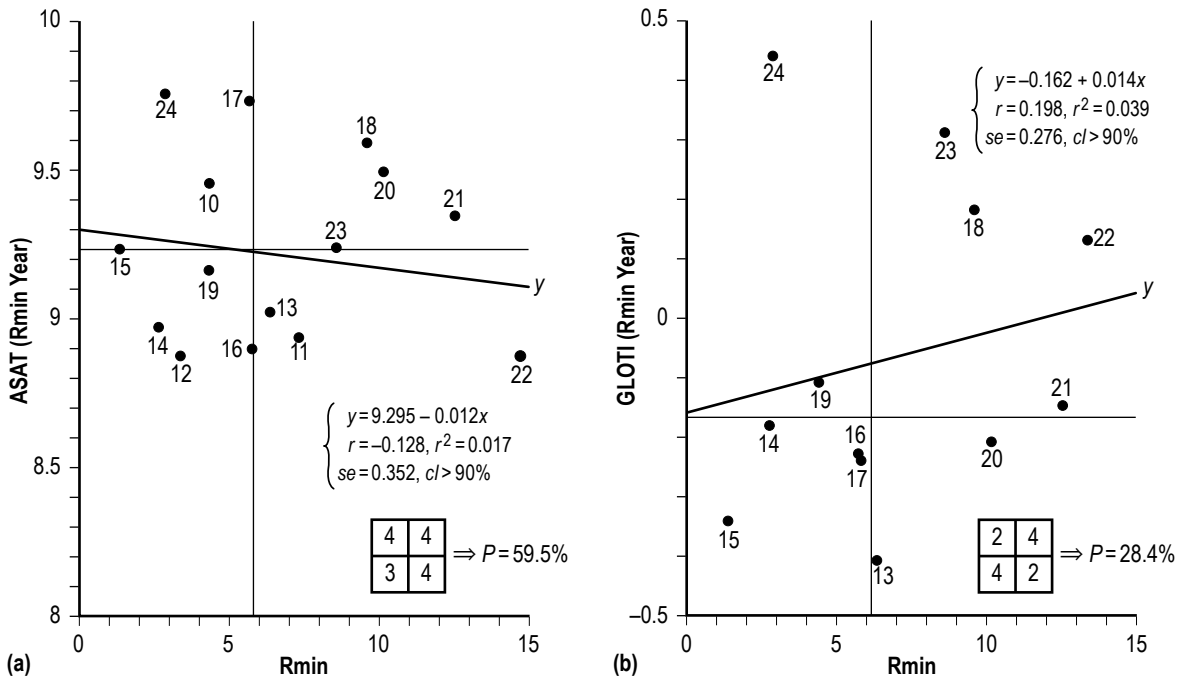 10
9.5
9
8.5
8
0
5
10
15
ASAT (Rmin Year)
Rmin
(a)
24
17
18
10
20
21
23
15
19
13
14
12
16
11
22
y
y=9.295 – 0.012x
r=–0.128, r²=0.017
se=0.352, cl>90%
4 4
3 4
⇒ P=59.5%
0.5
0
–0.5
0
5
10
15
GLOTI (Rmin Year)
Rmin
(b)
24
23
18
22
y
19
21
14
16
17
20
15
13
y=–0.162 + 0.014x
r=0.198, r²=0.039
se=0.276, cl>90%
2 4
4 2
⇒ P=28.4%